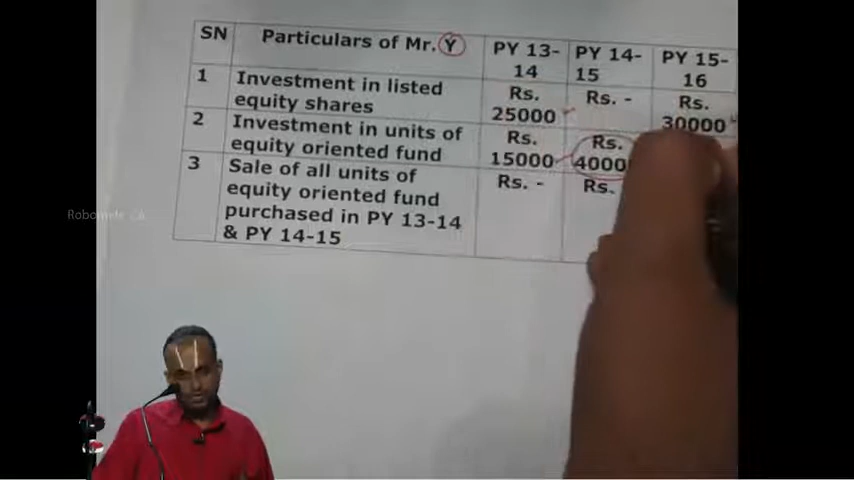 SN Particulars of Mr. Y PY 13-14 PY 14-15 PY 15-16
1 Investment in listed equity shares Rs. 25000 Rs. - Rs. 30000
2 Investment in units of equity oriented fund Rs. 15000 Rs. 4000
3 Sale of all units of equity oriented fund purchased in PY 13-14 & PY 14-15 Rs. - Rs.